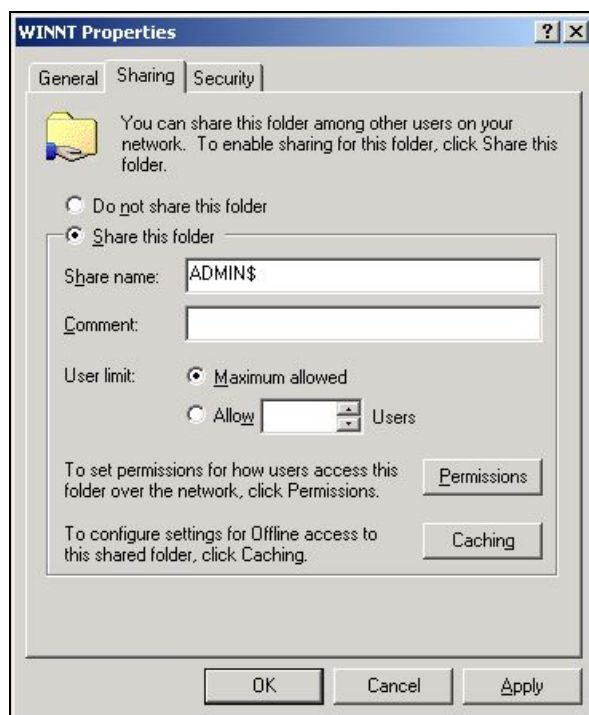 WINNT Properties
General Sharing Security
You can share this folder among other users on your
network. To enable sharing for this folder, click Share this
folder.
Do not share this folder
Share this folder
Share name: ADMIN$
Comment:
User limit: Maximum allowed
Allow Users
To set permissions for how users access this
folder over the network, click Permissions.
Permissions
To configure settings for Offline access to
this shared folder, click Caching.
Caching
OK Cancel Apply